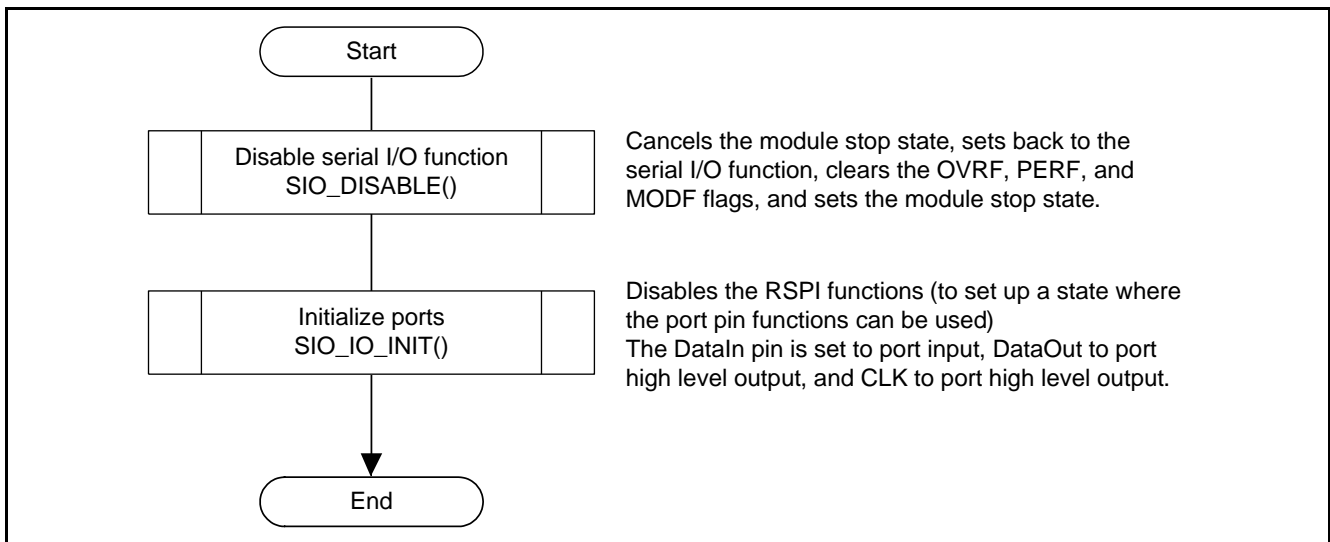 Start
Disable serial I/O function
SIO_DISABLE()
Cancels the module stop state, sets back to the
serial I/O function, clears the OVRF, PERF, and
MODF flags, and sets the module stop state.
Initialize ports
SIO_IO_INIT()
Disables the RSPI functions (to set up a state where
the port pin functions can be used)
The DataIn pin is set to port input, DataOut to port
high level output, and CLK to port high level output.
End